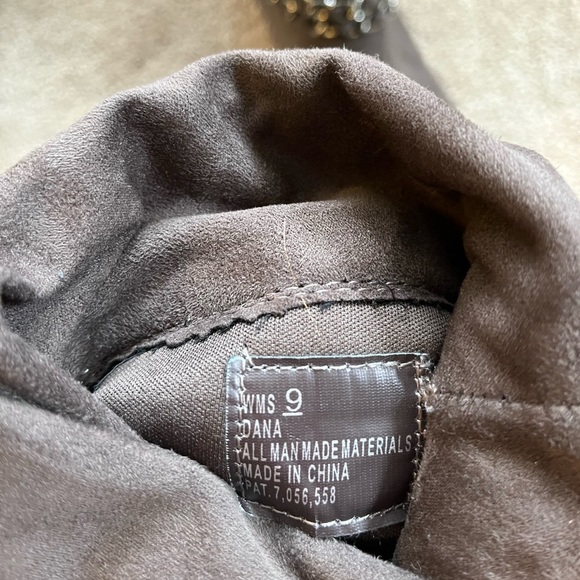 WMS 9
DANA
ALL MAN MADE MATERIALS
MADE IN CHINA
PAT. 7,056,558